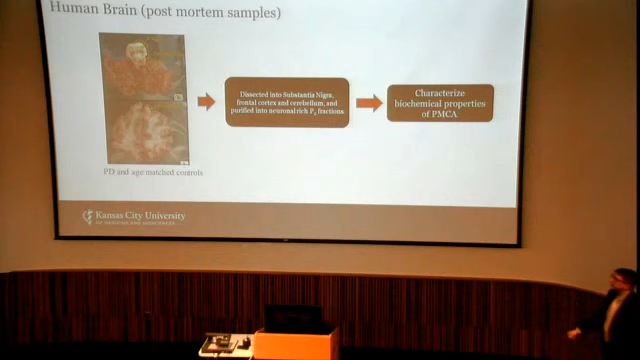 Human Brain (post mortem samples)
Dissected into Substantia Nigra,
frontal cortex and cerebellum, and
purified into neuronal rich P2 fractions
Characterize
biochemical properties
of PMCA
PD and age matched controls
Kansas City University
OF MEDICINE AND BIOSCIENCES